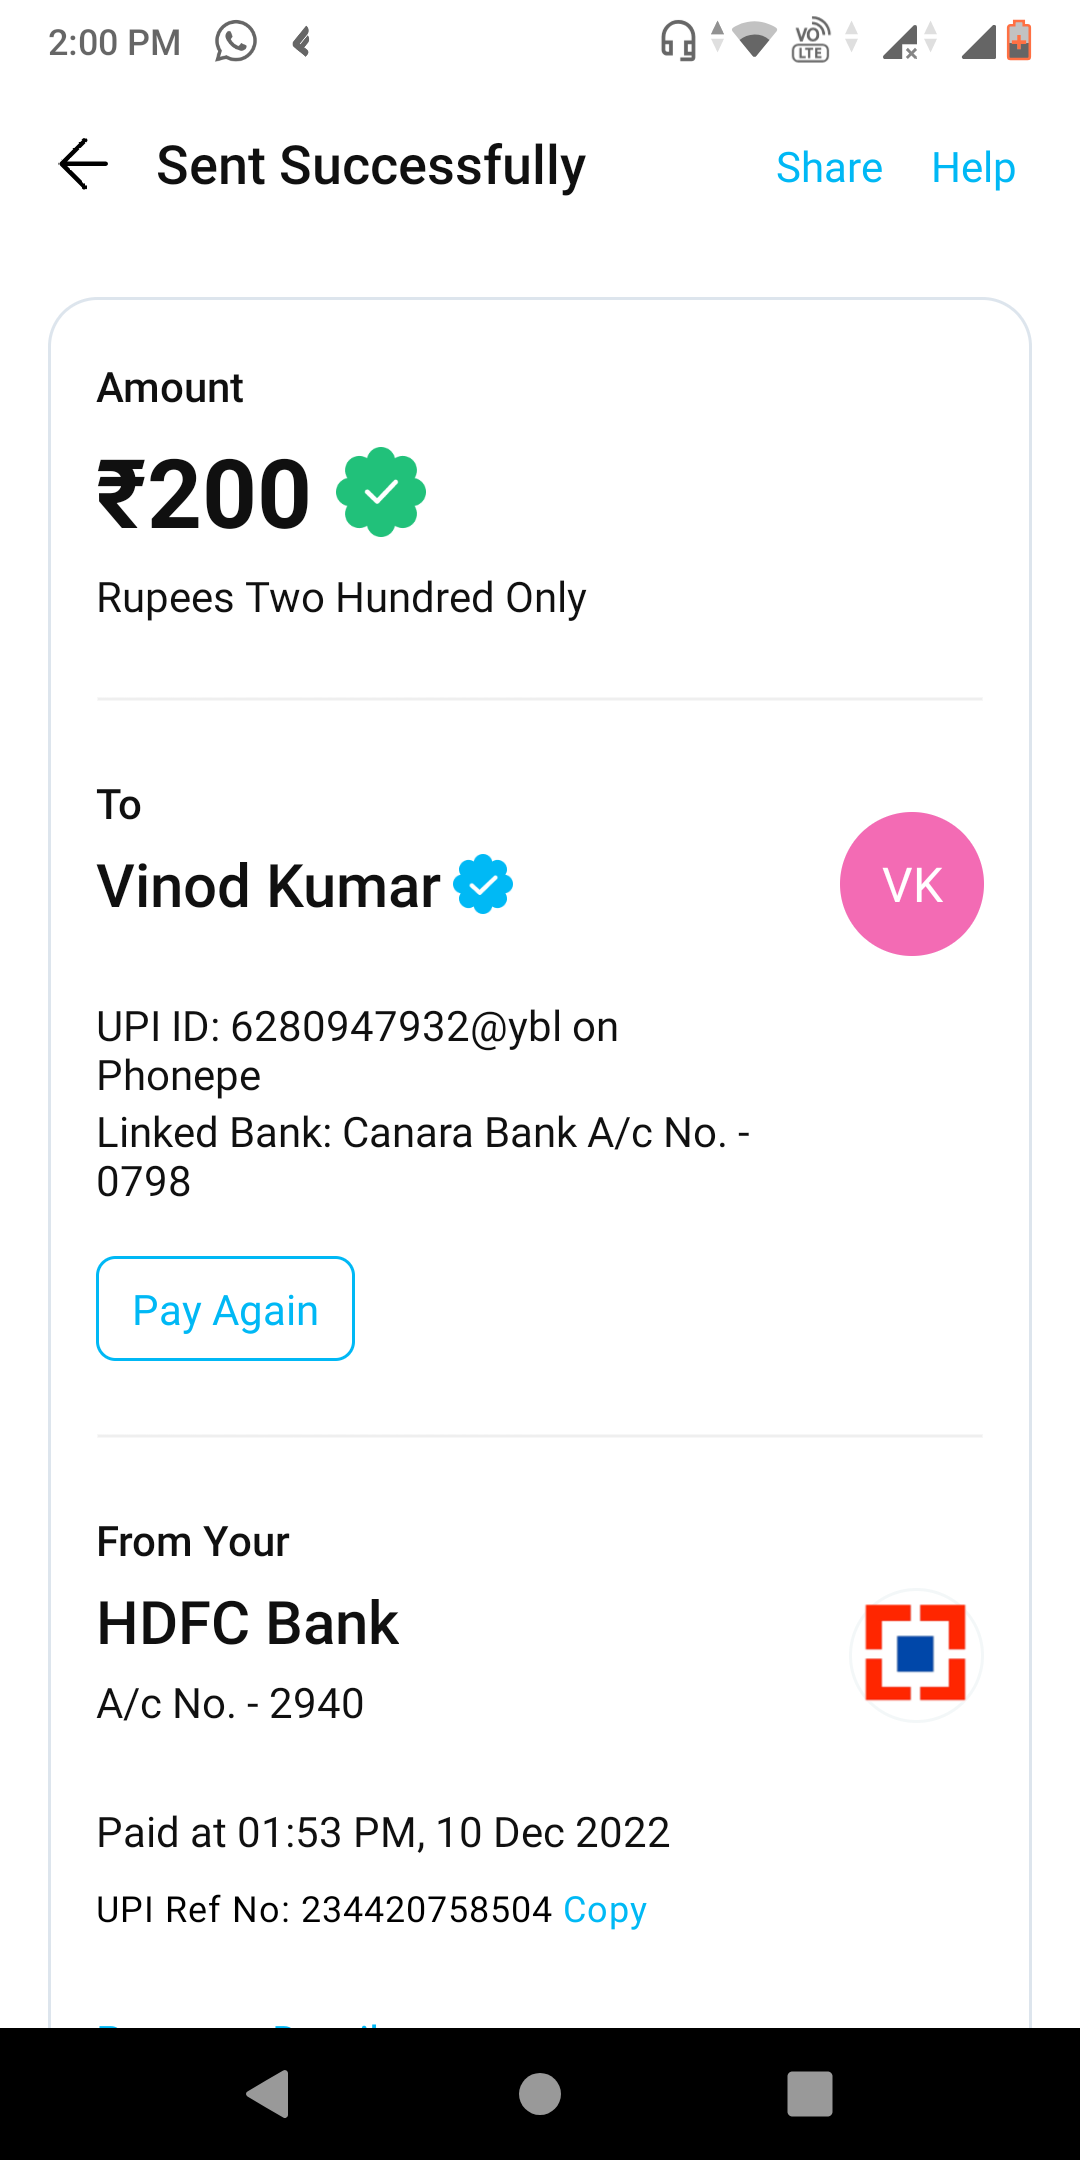 2:00 PM
VO LTE
Sent Successfully Share Help
Amount
₹200
Rupees Two Hundred Only
To
Vinod Kumar
VK
UPI ID: 6280947932@ybl on
Phonepe
Linked Bank: Canara Bank A/c No. -
0798
Pay Again
From Your
HDFC Bank
A/c No. - 2940
Paid at 01:53 PM, 10 Dec 2022
UPI Ref No: 234420758504 Copy